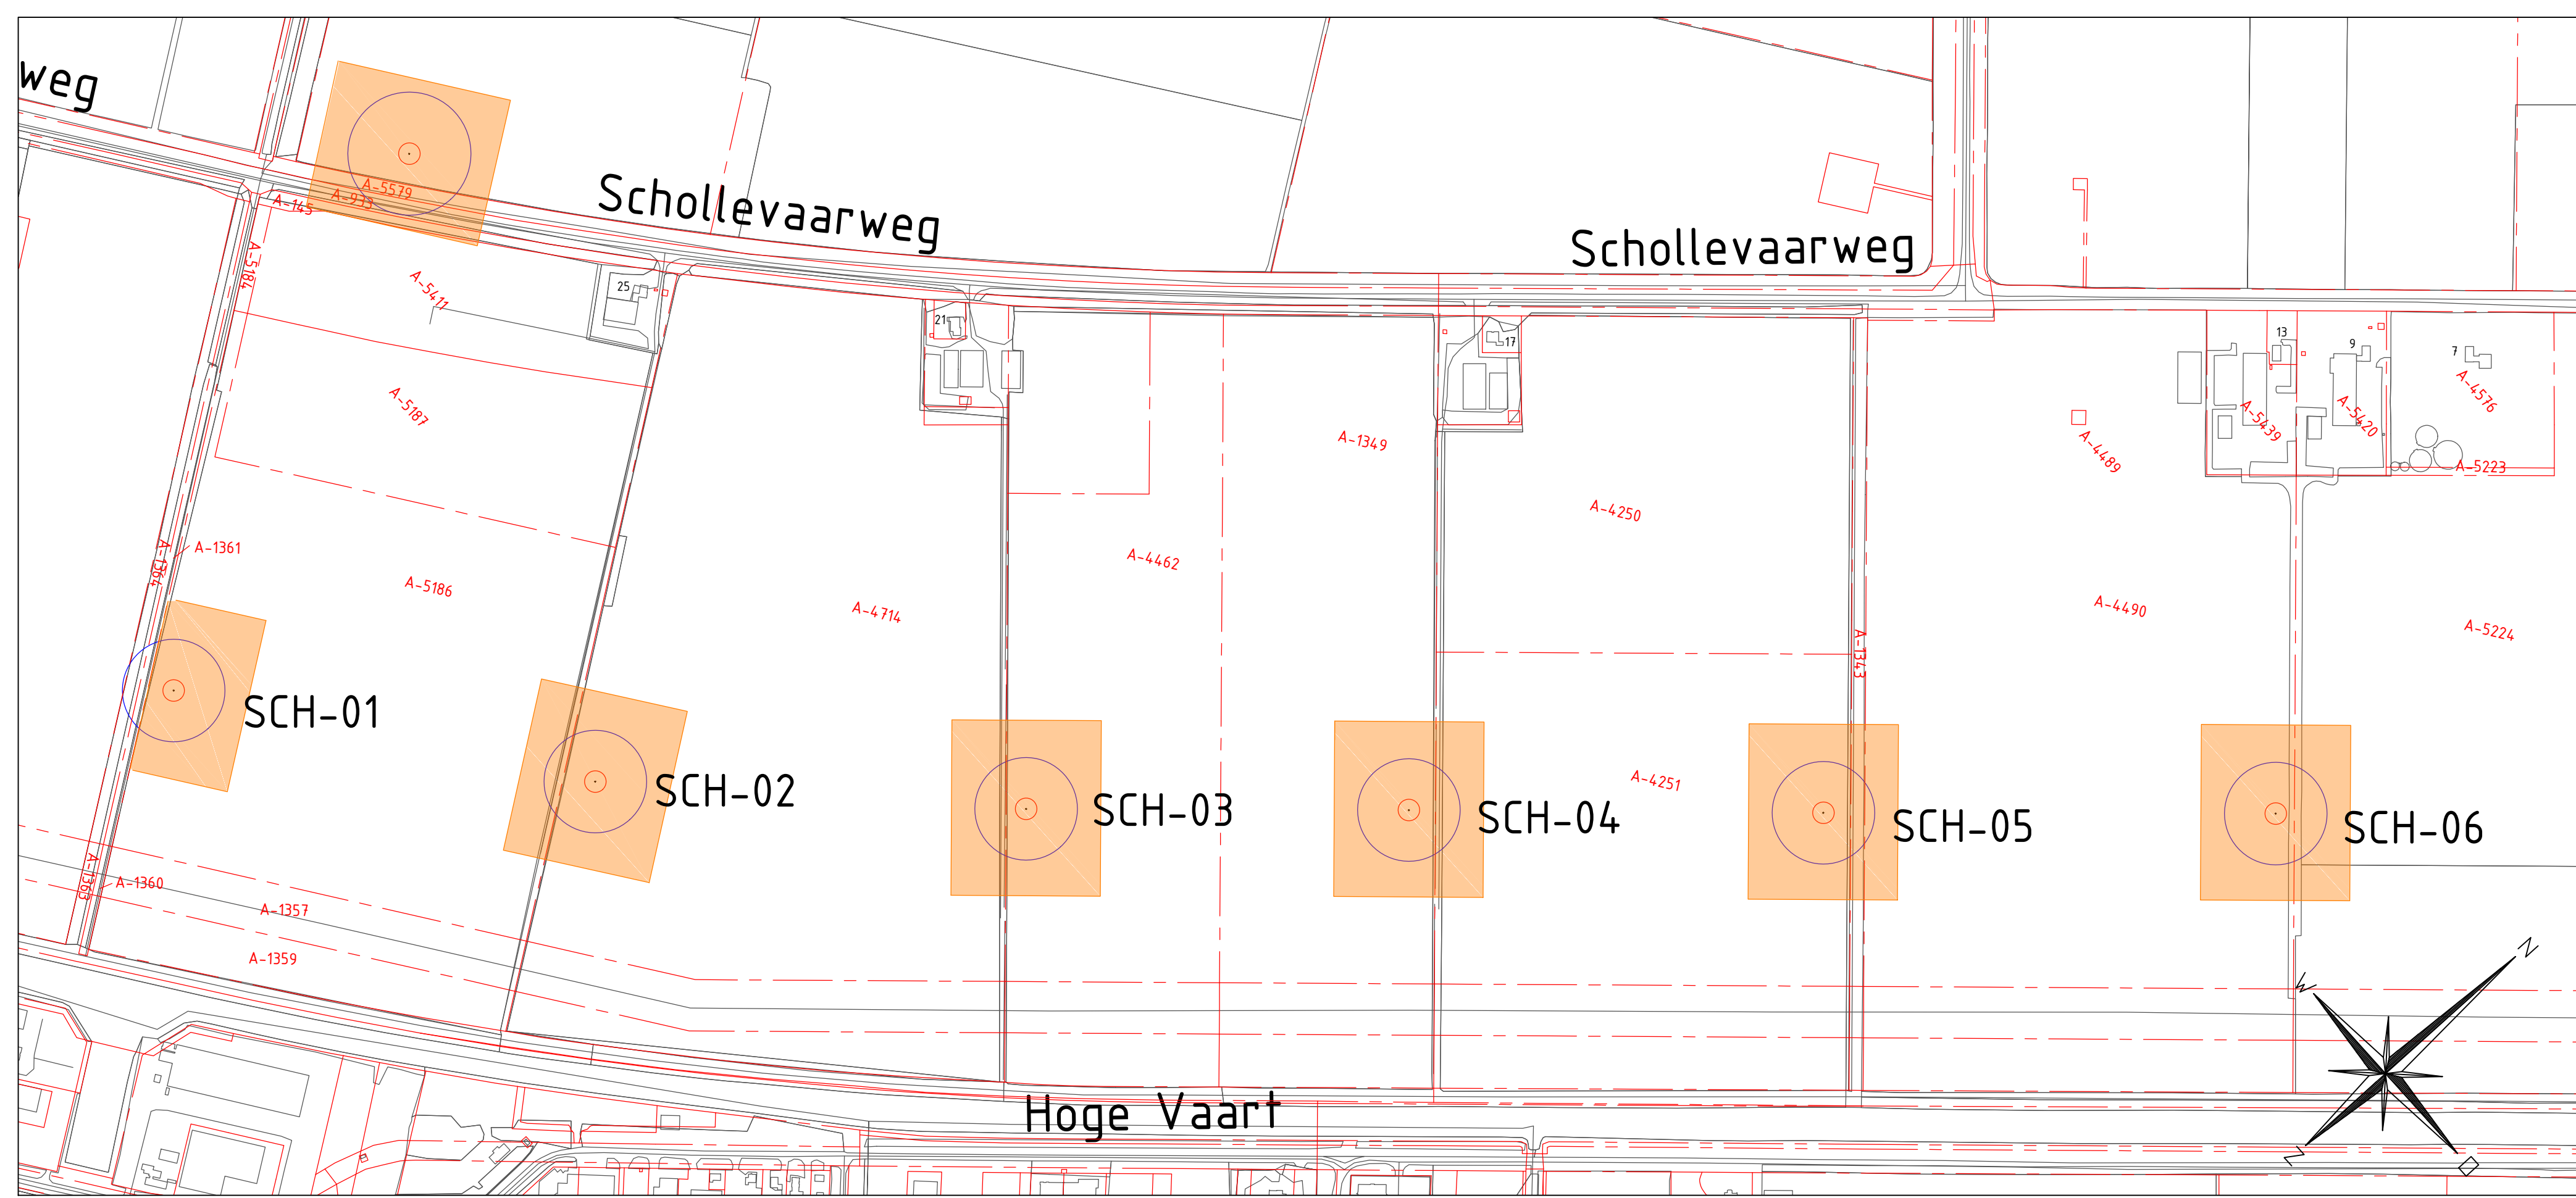 weg
A-5579
A-933
A-145
Schollevaarweg
Schollevaarweg
A-5184
A-5411
25
21
17
13
9
7
A-5187
A-1349
A-4576
A-5439
A-5420
A-4489
A-5223
A-4250
A-1364
A-1361
A-4462
A-5186
A-4714
A-4490
A-1343
A-5224
SCH-01
SCH-02
SCH-03
SCH-04
A-4251
SCH-05
SCH-06
A-1363
A-1360
A-1357
A-1359
Hoge Vaart
N
W
Z
O